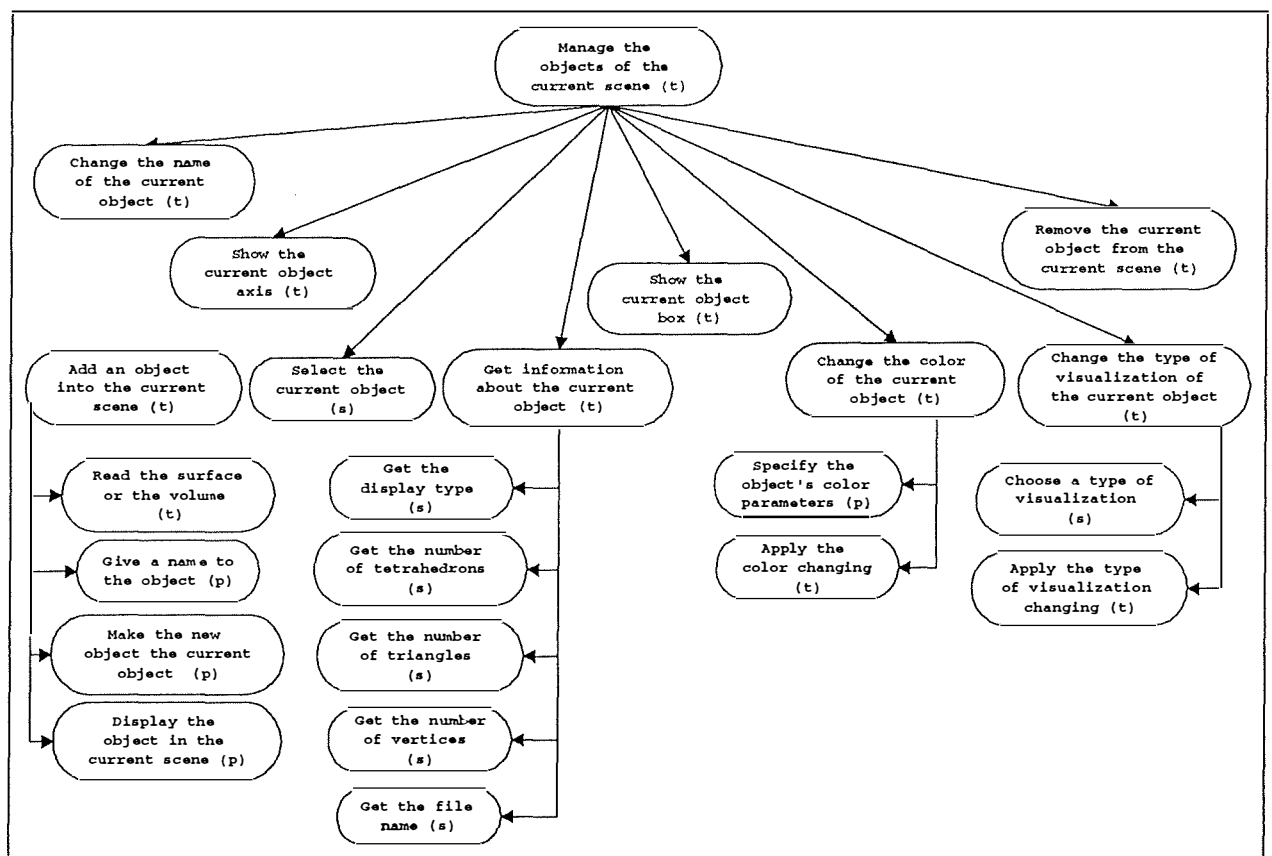 Manage the
objects of the
current scene (t)
Change the name
of the current
object (t)
Show the
current object
axis (t)
Show the
current object
box (t)
Remove the current
object from the
current scene (t)
Add an object
into the current
scene (t)
Select the
current object
(s)
Get information
about the current
object (t)
Change the color
of the current
object (t)
Change the type of
visualization of
the current object
(t)
Read the surface
or the volume
(t)
Give a name to
the object (p)
Make the new
object the current
object (p)
Display the
object in the
current scene (p)
Get the
display type
(s)
Get the number
of tetrahedrons
(s)
Get the number
of triangles
(s)
Get the number
of vertices
(s)
Get the file
name (s)
Specify the
object's color
parameters (p)
Apply the
color changing
(t)
Choose a type of
visualization
(s)
Apply the type
of visualization
changing (t)